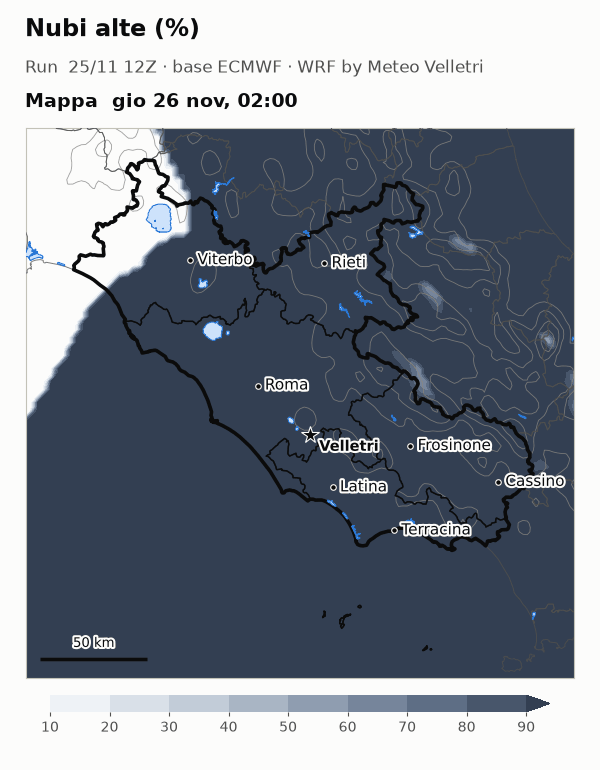 Nubi alte (%)
Run 25/11 12Z · base ECMWF · WRF by Meteo Velletri
Mappa gio 26 nov, 02:00
Viterbo
Rieti
Roma
Velletri
Frosinone
Cassino
Latina
Terracina
50 km
10 20 30 40 50 60 70 80 90